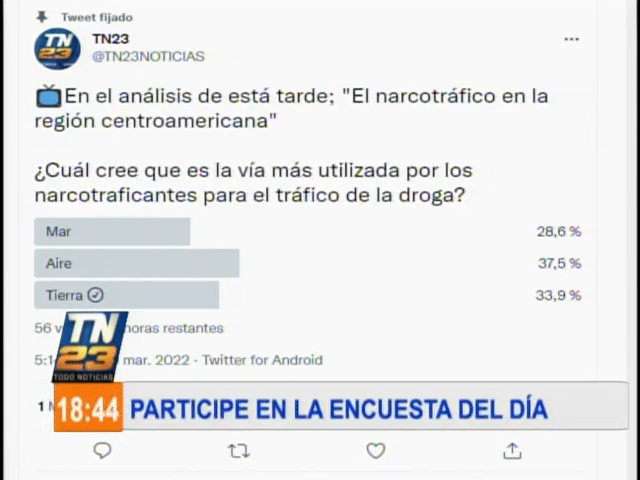 Tweet fijado
TN23
@TN23NOTICIAS
En el análisis de está tarde; "El narcotráfico en la
región centroamericana"
¿Cuál cree que es la vía más utilizada por los
narcotraficantes para el tráfico de la droga?
Mar 28,6 %
Aire 37,5 %
Tierra 33,9 %
56 horas restantes
mar. 2022 · Twitter for Android
TN
23
TODO NOTICIAS
1
18:44 PARTICIPE EN LA ENCUESTA DEL DÍA